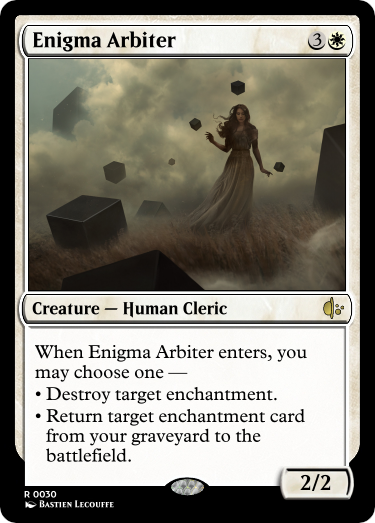 Enigma Arbiter 3
Creature — Human Cleric
When Enigma Arbiter enters, you
may choose one —
• Destroy target enchantment.
• Return target enchantment card
from your graveyard to the
battlefield.
2/2
R 0030
Bastien Lecouffe